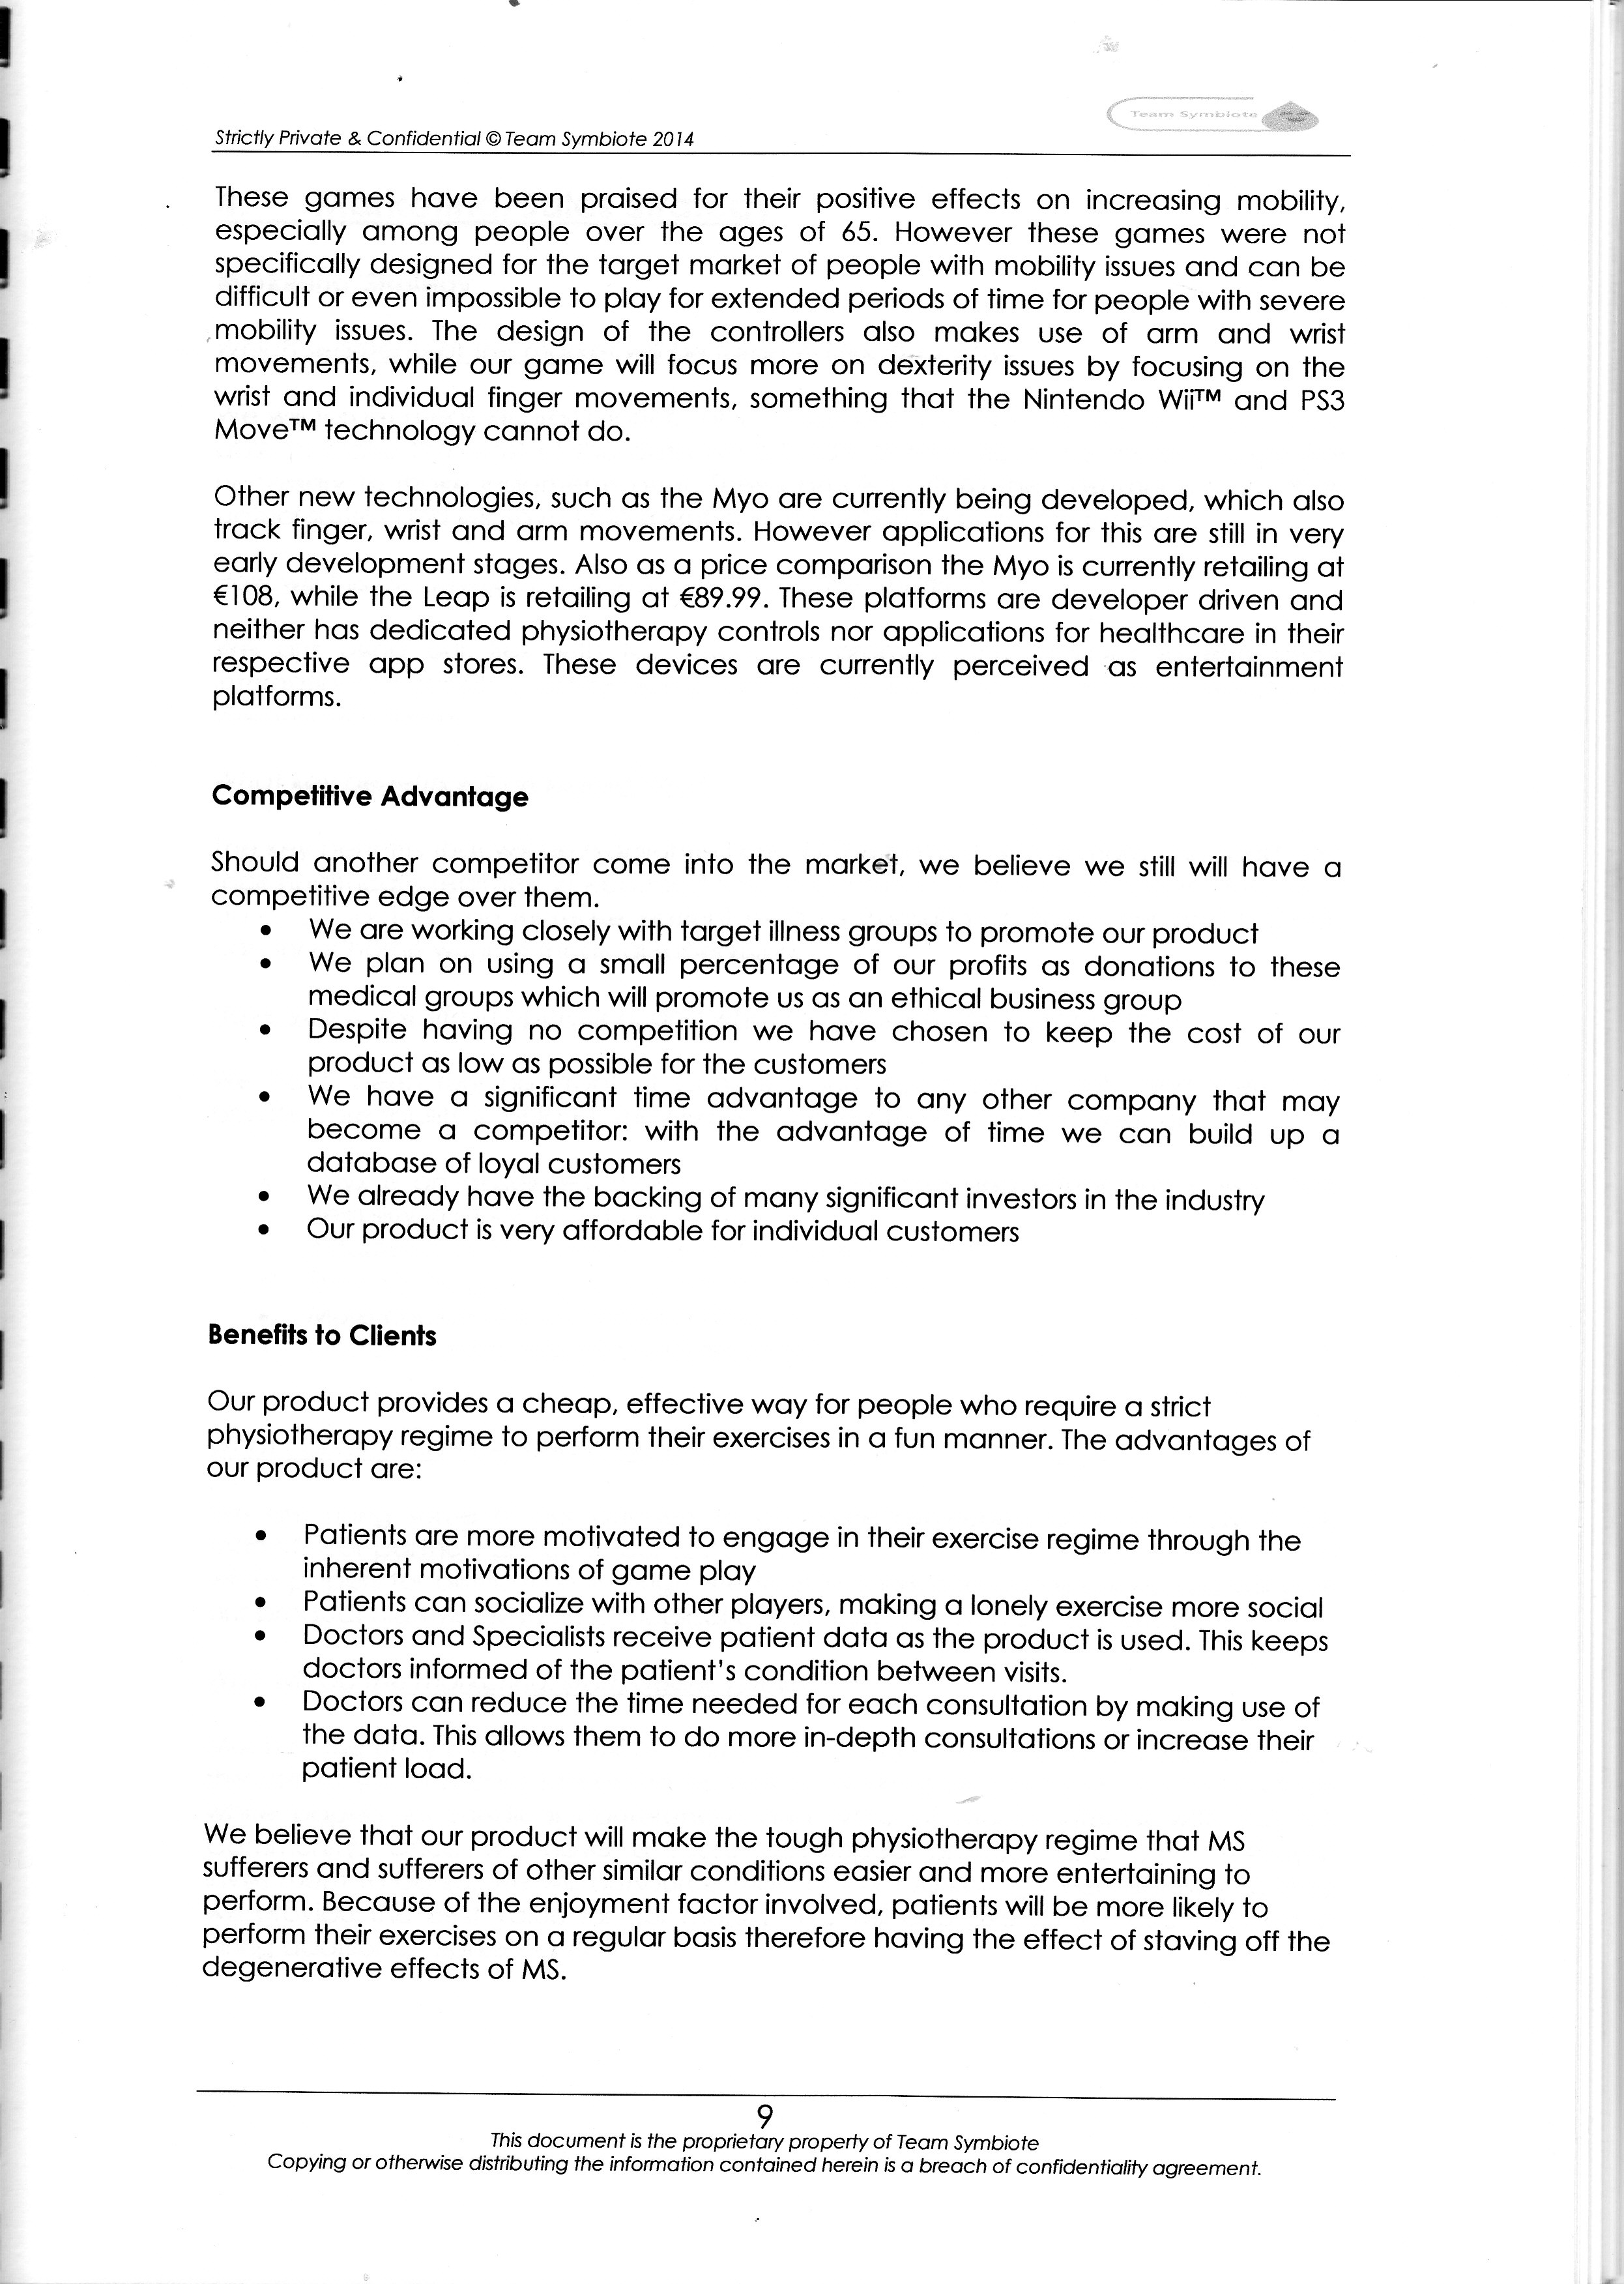 Team Symbiote
Strictly Private & Confidential © Team Symbiote 2014
These games have been praised for their positive effects on increasing mobility,
especially among people over the ages of 65. However these games were not
specifically designed for the target market of people with mobility issues and can be
difficult or even impossible to play for extended periods of time for people with severe
mobility issues. The design of the controllers also makes use of arm and wrist
movements, while our game will focus more on dexterity issues by focusing on the
wrist and individual finger movements, something that the Nintendo Wii™ and PS3
Move™ technology cannot do.
Other new technologies, such as the Myo are currently being developed, which also
track finger, wrist and arm movements. However applications for this are still in very
early development stages. Also as a price comparison the Myo is currently retailing at
€108, while the Leap is retailing at €89.99. These platforms are developer driven and
neither has dedicated physiotherapy controls nor applications for healthcare in their
respective app stores. These devices are currently perceived as entertainment
platforms.
Competitive Advantage
Should another competitor come into the market, we believe we still will have a
competitive edge over them.
• We are working closely with target illness groups to promote our product
• We plan on using a small percentage of our profits as donations to these
medical groups which will promote us as an ethical business group
• Despite having no competition we have chosen to keep the cost of our
product as low as possible for the customers
• We have a significant time advantage to any other company that may
become a competitor: with the advantage of time we can build up a
database of loyal customers
• We already have the backing of many significant investors in the industry
• Our product is very affordable for individual customers
Benefits to Clients
Our product provides a cheap, effective way for people who require a strict
physiotherapy regime to perform their exercises in a fun manner. The advantages of
our product are:
• Patients are more motivated to engage in their exercise regime through the
inherent motivations of game play
• Patients can socialize with other players, making a lonely exercise more social
• Doctors and Specialists receive patient data as the product is used. This keeps
doctors informed of the patient's condition between visits.
• Doctors can reduce the time needed for each consultation by making use of
the data. This allows them to do more in-depth consultations or increase their
patient load.
We believe that our product will make the tough physiotherapy regime that MS
sufferers and sufferers of other similar conditions easier and more entertaining to
perform. Because of the enjoyment factor involved, patients will be more likely to
perform their exercises on a regular basis therefore having the effect of staving off the
degenerative effects of MS.
9
This document is the proprietary property of Team Symbiote
Copying or otherwise distributing the information contained herein is a breach of confidentiality agreement.